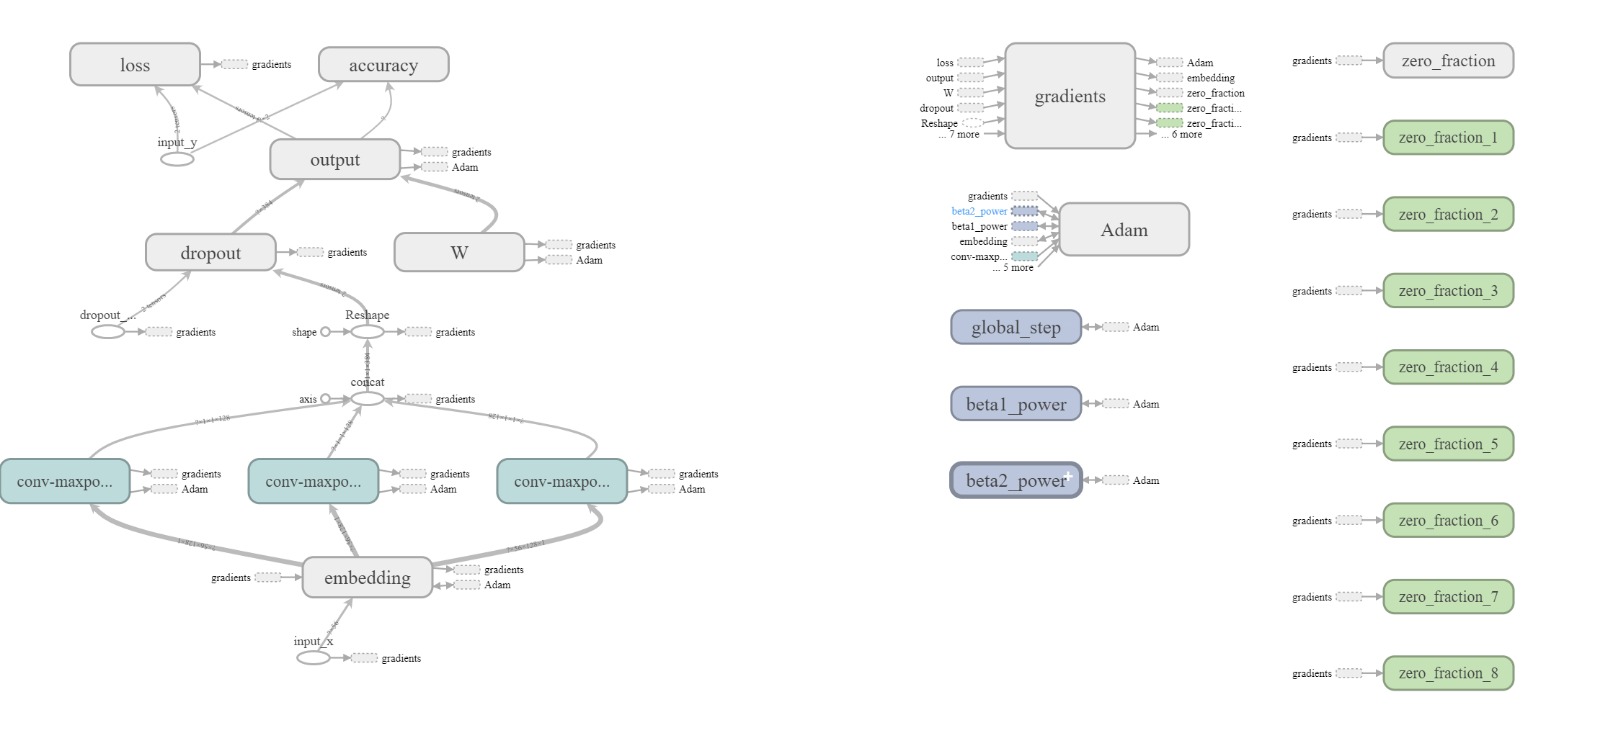 loss
gradients
accuracy
input_y
output
gradients
Adam
dropout
gradients
W
gradients
Adam
dropout_...
gradients
Reshape
shape
gradients
concat
axis
gradients
conv-maxpo...
gradients
Adam
conv-maxpo...
gradients
Adam
conv-maxpo...
gradients
Adam
gradients
embedding
gradients
Adam
input_x
gradients
loss
output
W
dropout
Reshape
... 7 more
gradients
Adam
embedding
zero_fraction
zero_fracti...
zero_fracti...
... 6 more
gradients
beta2_power
beta1_power
embedding
conv-maxp...
... 5 more
Adam
global_step
Adam
beta1_power
Adam
beta2_power
Adam
gradients
zero_fraction
gradients
zero_fraction_1
gradients
zero_fraction_2
gradients
zero_fraction_3
gradients
zero_fraction_4
gradients
zero_fraction_5
gradients
zero_fraction_6
gradients
zero_fraction_7
gradients
zero_fraction_8